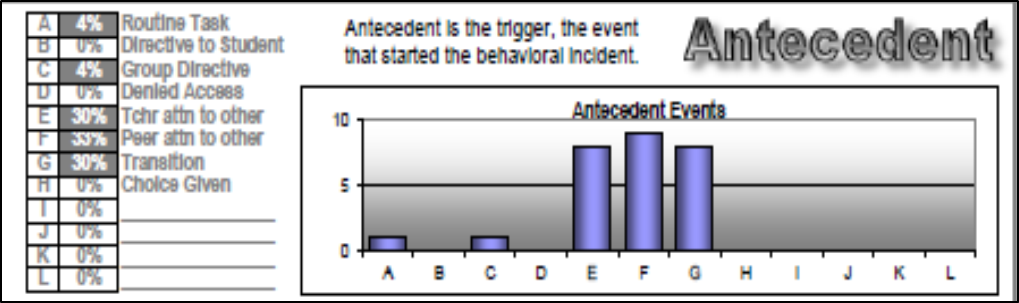 A 4% Routine Task
B 0% Directive to Student
C 4% Group Directive
D 0% Denied Access
E 30% Tchr attn to other
F 33% Peer attn to other
G 30% Transition
H 0% Choice Given
I 0%
J 0%
K 0%
L 0%
Antecedent is the trigger, the event
that started the behavioral incident.
Antecedent
Antecedent Events
10
5
0
A B C D E F G H I J K L